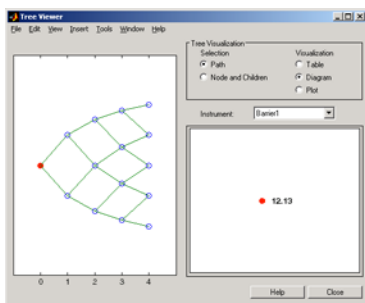 Tree Viewer
File Edit View Insert Tools Window Help
Tree Visualization
Selection
Visualization
Path
Table
Node and Children
Diagram
Plot
Instrument:
Barrier1
12.13
0 1 2 3 4
Help
Close